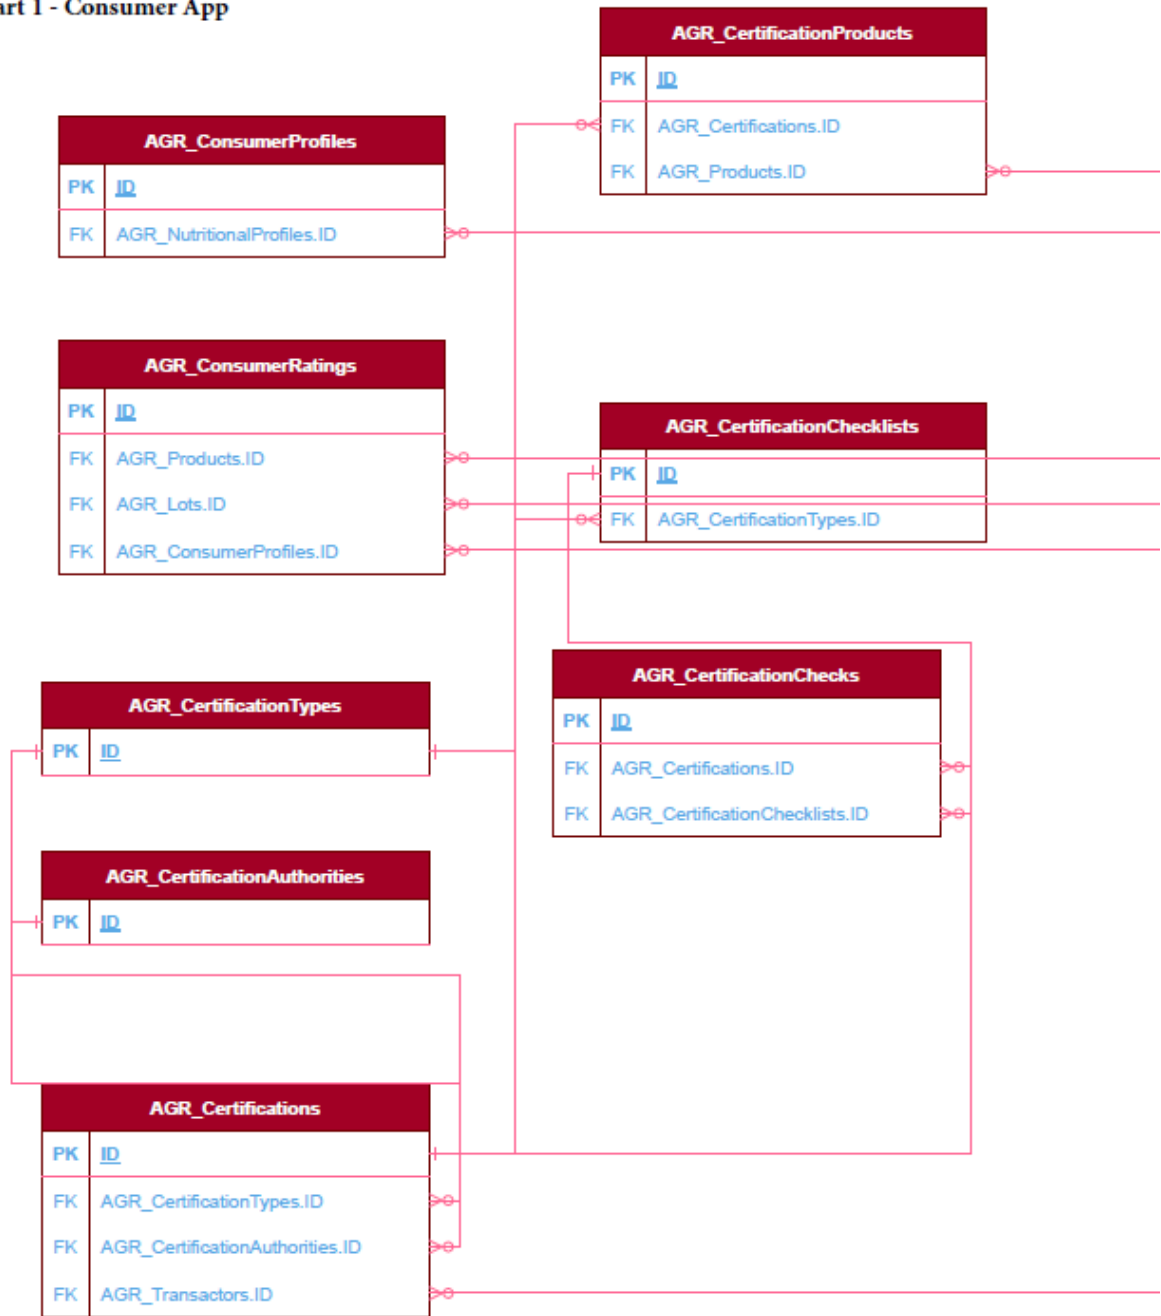 art 1 - Consumer App
AGR_CertificationProducts
PK ID
FK AGR_Certifications.ID
FK AGR_Products.ID
AGR_ConsumerProfiles
PK ID
FK AGR_NutritionalProfiles.ID
AGR_ConsumerRatings
PK ID
FK AGR_Products.ID
FK AGR_Lots.ID
FK AGR_ConsumerProfiles.ID
AGR_CertificationChecklists
PK ID
FK AGR_CertificationTypes.ID
AGR_CertificationChecks
PK ID
FK AGR_Certifications.ID
FK AGR_CertificationChecklists.ID
AGR_CertificationTypes
PK ID
AGR_CertificationAuthorities
PK ID
AGR_Certifications
PK ID
FK AGR_CertificationTypes.ID
FK AGR_CertificationAuthorities.ID
FK AGR_Transactors.ID